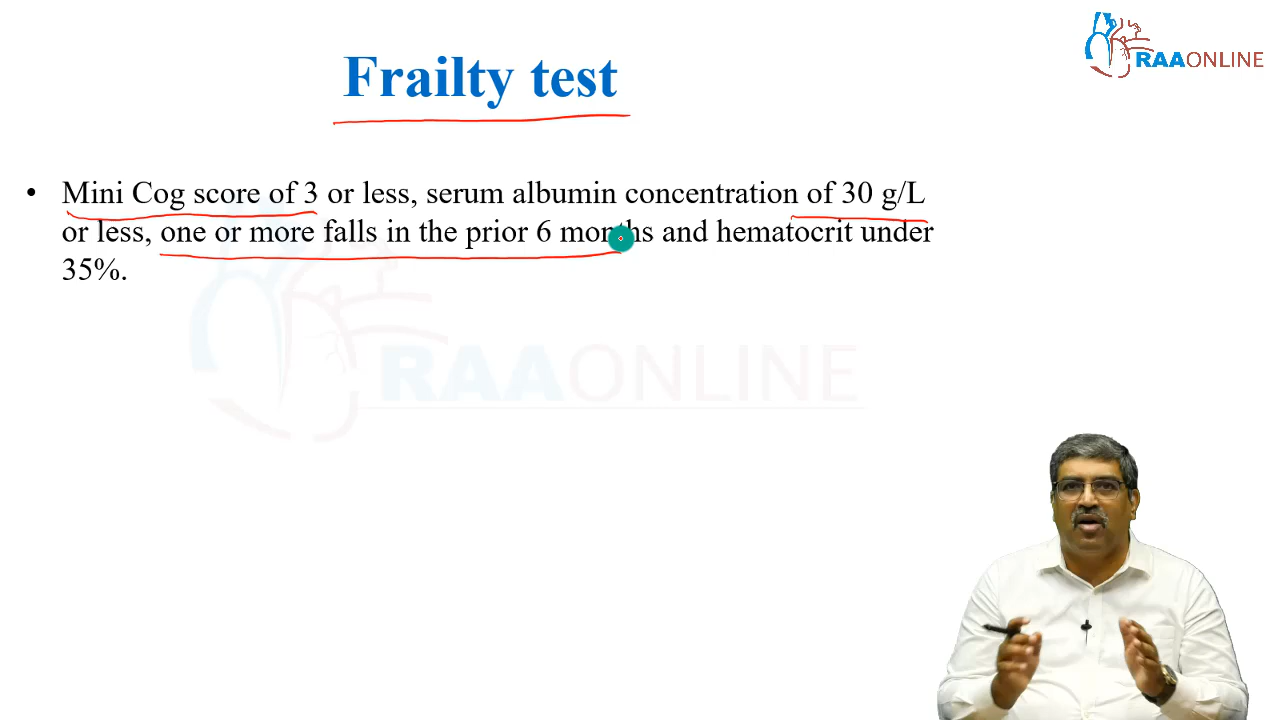 RAAONLINE
Frailty test
• Mini Cog score of 3 or less, serum albumin concentration of 30 g/L
or less, one or more falls in the prior 6 months and hematocrit under
35%.
RAAONLINE